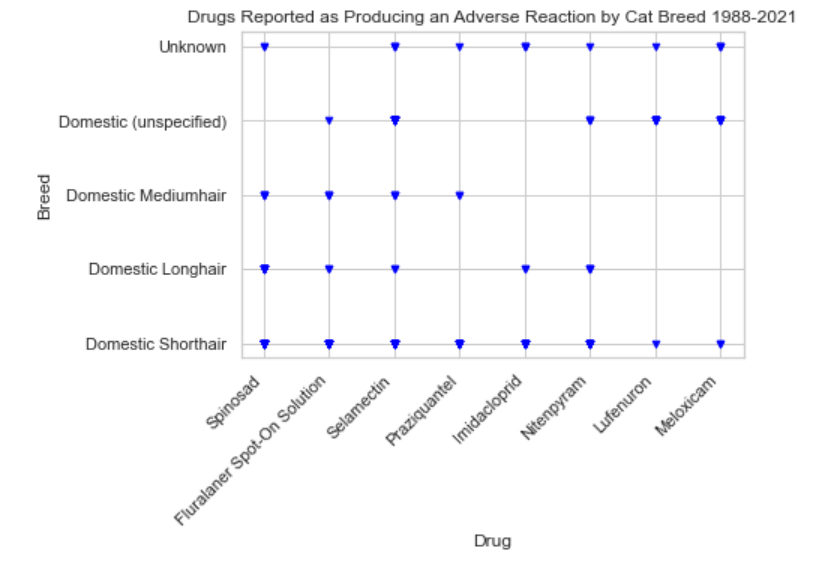 Drugs Reported as Producing an Adverse Reaction by Cat Breed 1988-2021
Unknown
Domestic (unspecified)
Domestic Mediumhair
Domestic Longhair
Domestic Shorthair
Breed
Spinosad
Fluralaner Spot-On Solution
Selamectin
Praziquantel
Imidacloprid
Nitenpyram
Lufenuron
Meloxicam
Drug